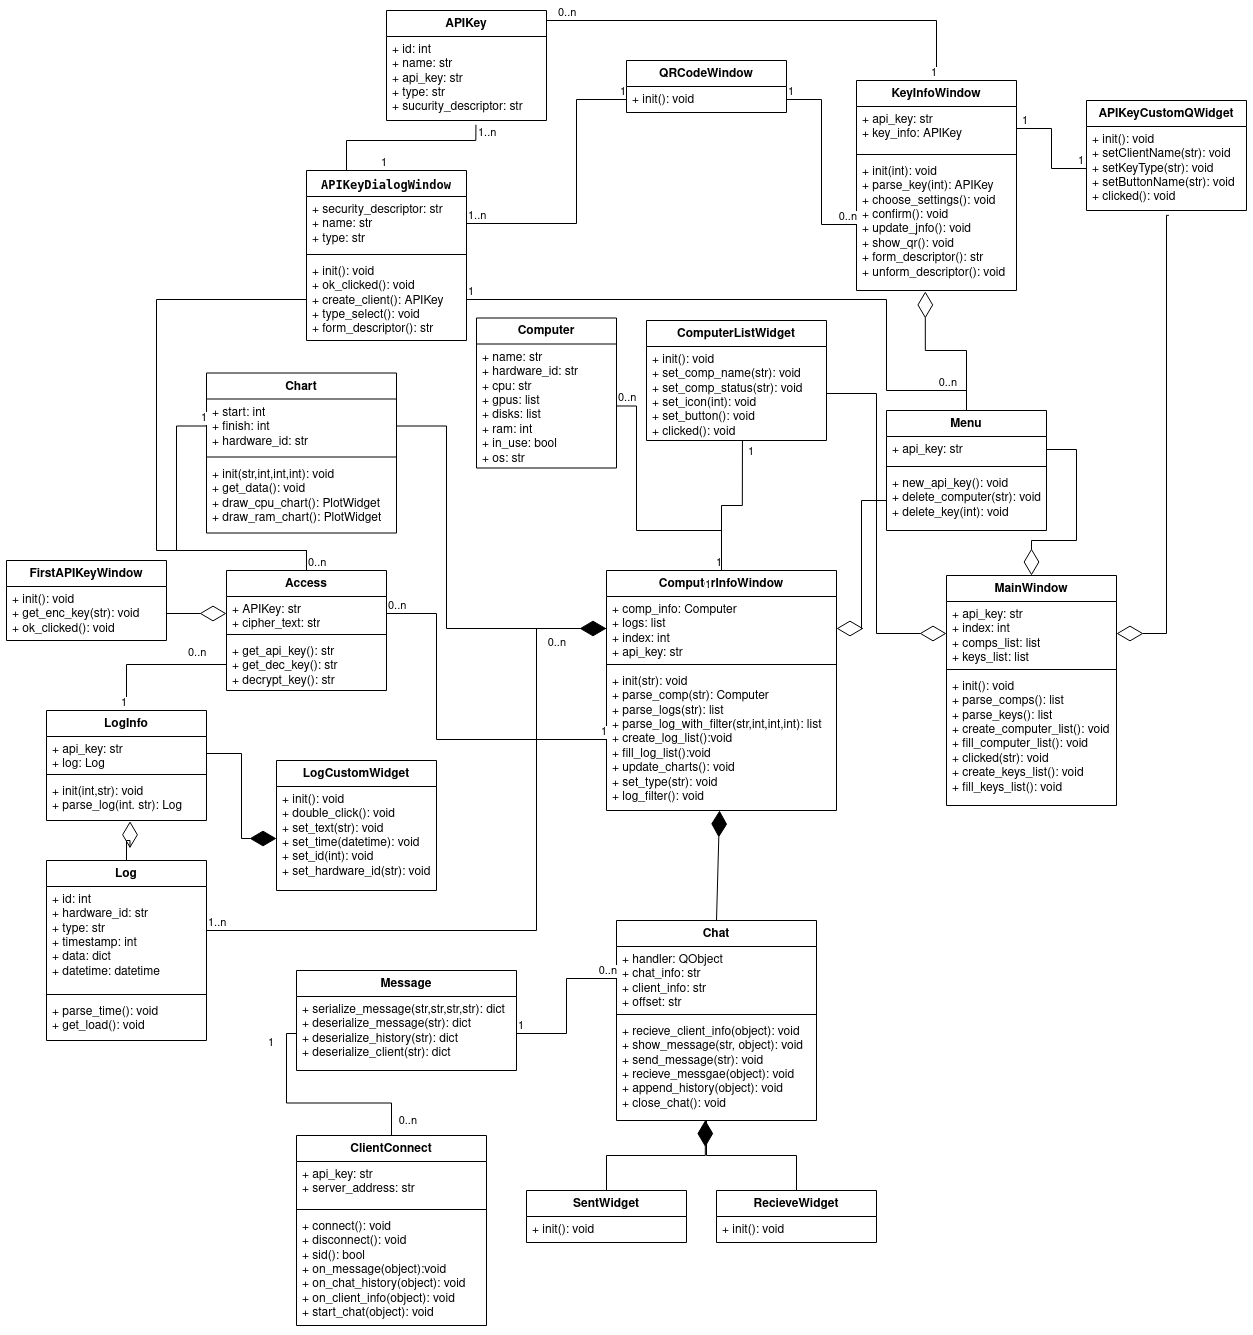 APIKey
+ id: int
+ name: str
+ api_key: str
+ type: str
+ sucurity_descriptor: str
0..n
1
1..n
1
QRCodeWindow
+ init(): void
1
1
KeyInfoWindow
+ api_key: str
+ key_info: APIKey
+ init(int): void
+ parse_key(int): APIKey
+ choose_settings(): void
+ confirm(): void
+ update_jnfo(): void
+ show_qr(): void
+ form_descriptor(): str
+ unform_descriptor(): void
1
1
0..n
APIKeyCustomQWidget
+ init(): void
+ setClientName(str): void
+ setKeyType(str): void
+ setButtonName(str): void
+ clicked(): void
APIKeyDialogWindow
+ security_descriptor: str
+ name: str
+ type: str
+ init(): void
+ ok_clicked(): void
+ create_client(): APIKey
+ type_select(): void
+ form_descriptor(): str
1..n
1
0..n
Computer
+ name: str
+ hardware_id: str
+ cpu: str
+ gpus: list
+ disks: list
+ ram: int
+ in_use: bool
+ os: str
0..n
ComputerListWidget
+ init(): void
+ set_comp_name(str): void
+ set_comp_status(str): void
+ set_icon(int): void
+ set_button(): void
+ clicked(): void
1
1
Chart
+ start: int
+ finish: int
+ hardware_id: str
+ init(str,int,int,int): void
+ get_data(): void
+ draw_cpu_chart(): PlotWidget
+ draw_ram_chart(): PlotWidget
1
Menu
+ api_key: str
+ new_api_key(): void
+ delete_computer(str): void
+ delete_key(int): void
FirstAPIKeyWindow
+ init(): void
+ get_enc_key(str): void
+ ok_clicked(): void
0..n
Access
+ APIKey: str
+ cipher_text: str
+ get_api_key(): str
+ get_dec_key(): str
+ decrypt_key(): str
0..n
0..n
1
0..n
ComputerInfoWindow
1
+ comp_info: Computer
+ logs: list
+ index: int
+ api_key: str
+ init(str): void
+ parse_comp(str): Computer
+ parse_logs(str): list
+ parse_log_with_filter(str,int,int,int): list
+ create_log_list():void
+ fill_log_list():void
+ update_charts(): void
+ set_type(str): void
+ log_filter(): void
1
MainWindow
+ api_key: str
+ index: int
+ comps_list: list
+ keys_list: list
+ init(): void
+ parse_comps(): list
+ parse_keys(): list
+ create_computer_list(): void
+ fill_computer_list(): void
+ clicked(str): void
+ create_keys_list(): void
+ fill_keys_list(): void
LogInfo
+ api_key: str
+ log: Log
+ init(int,str): void
+ parse_log(int. str): Log
LogCustomWidget
+ init(): void
+ double_click(): void
+ set_text(str): void
+ set_time(datetime): void
+ set_id(int): void
+ set_hardware_id(str): void
Log
+ id: int
+ hardware_id: str
+ type: str
+ timestamp: int
+ data: dict
+ datetime: datetime
+ parse_time(): void
+ get_load(): void
1..n
Chat
+ handler: QObject
+ chat_info: str
+ client_info: str
+ offset: str
+ recieve_client_info(object): void
+ show_message(str, object): void
+ send_message(str): void
+ recieve_messgae(object): void
+ append_history(object): void
+ close_chat(): void
0..n
Message
+ serialize_message(str,str,str,str): dict
+ deserialize_message(str): dict
+ deserialize_history(str): dict
+ deserialize_client(str): dict
1
1
0..n
ClientConnect
+ api_key: str
+ server_address: str
+ connect(): void
+ disconnect(): void
+ sid(): bool
+ on_message(object):void
+ on_chat_history(object): void
+ on_client_info(object): void
+ start_chat(object): void
SentWidget
+ init(): void
RecieveWidget
+ init(): void